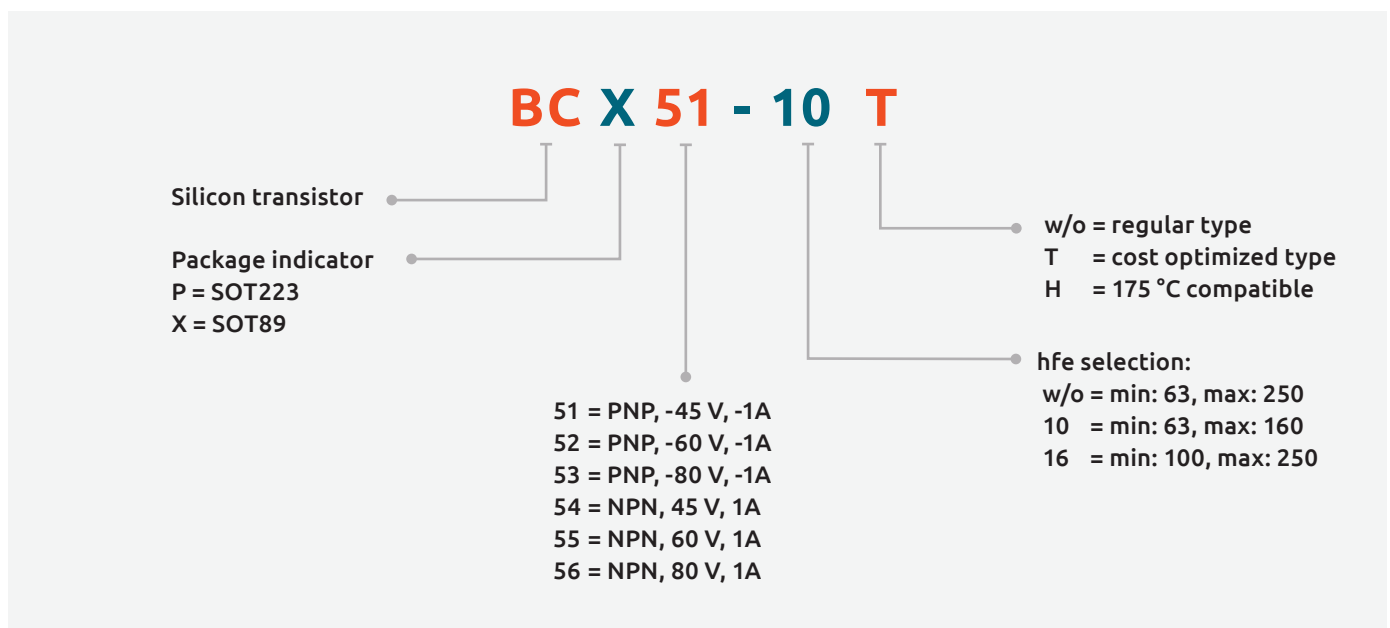 BC X 51 - 10 T
Silicon transistor
Package indicator
P = SOT223
X = SOT89
51 = PNP, -45 V, -1A
52 = PNP, -60 V, -1A
53 = PNP, -80 V, -1A
54 = NPN, 45 V, 1A
55 = NPN, 60 V, 1A
56 = NPN, 80 V, 1A
w/o = regular type
T = cost optimized type
H = 175 °C compatible
hfe selection:
w/o = min: 63, max: 250
10 = min: 63, max: 160
16 = min: 100, max: 250